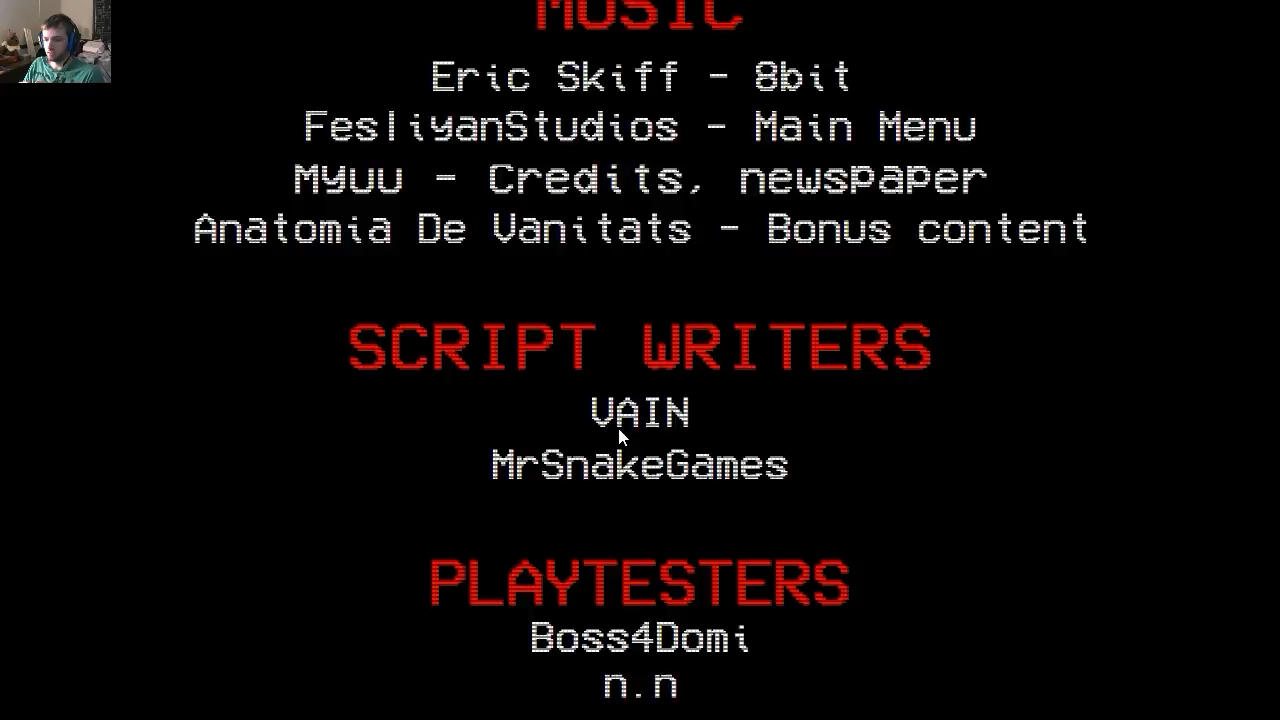 MUSIC
Eric Skiff - 8bit
FesliyanStudios - Main Menu
Myuu - Credits, newspaper
Anatomia De Vanitats - Bonus content
SCRIPT WRITERS
VAIN
MrSnakeGames
PLAYTESTERS
Boss4Domi
n.n